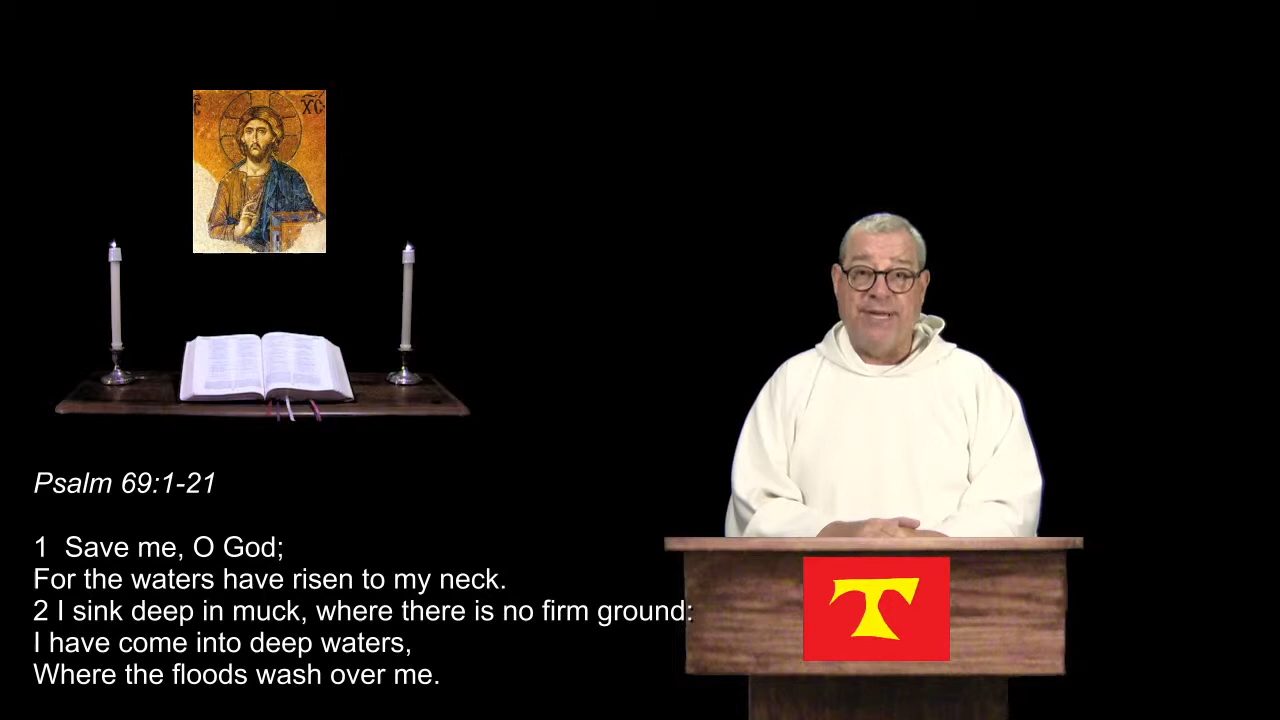 XC
Psalm 69:1-21
1 Save me, O God;
For the waters have risen to my neck.
2 I sink deep in muck, where there is no firm ground:
I have come into deep waters,
Where the floods wash over me.
T